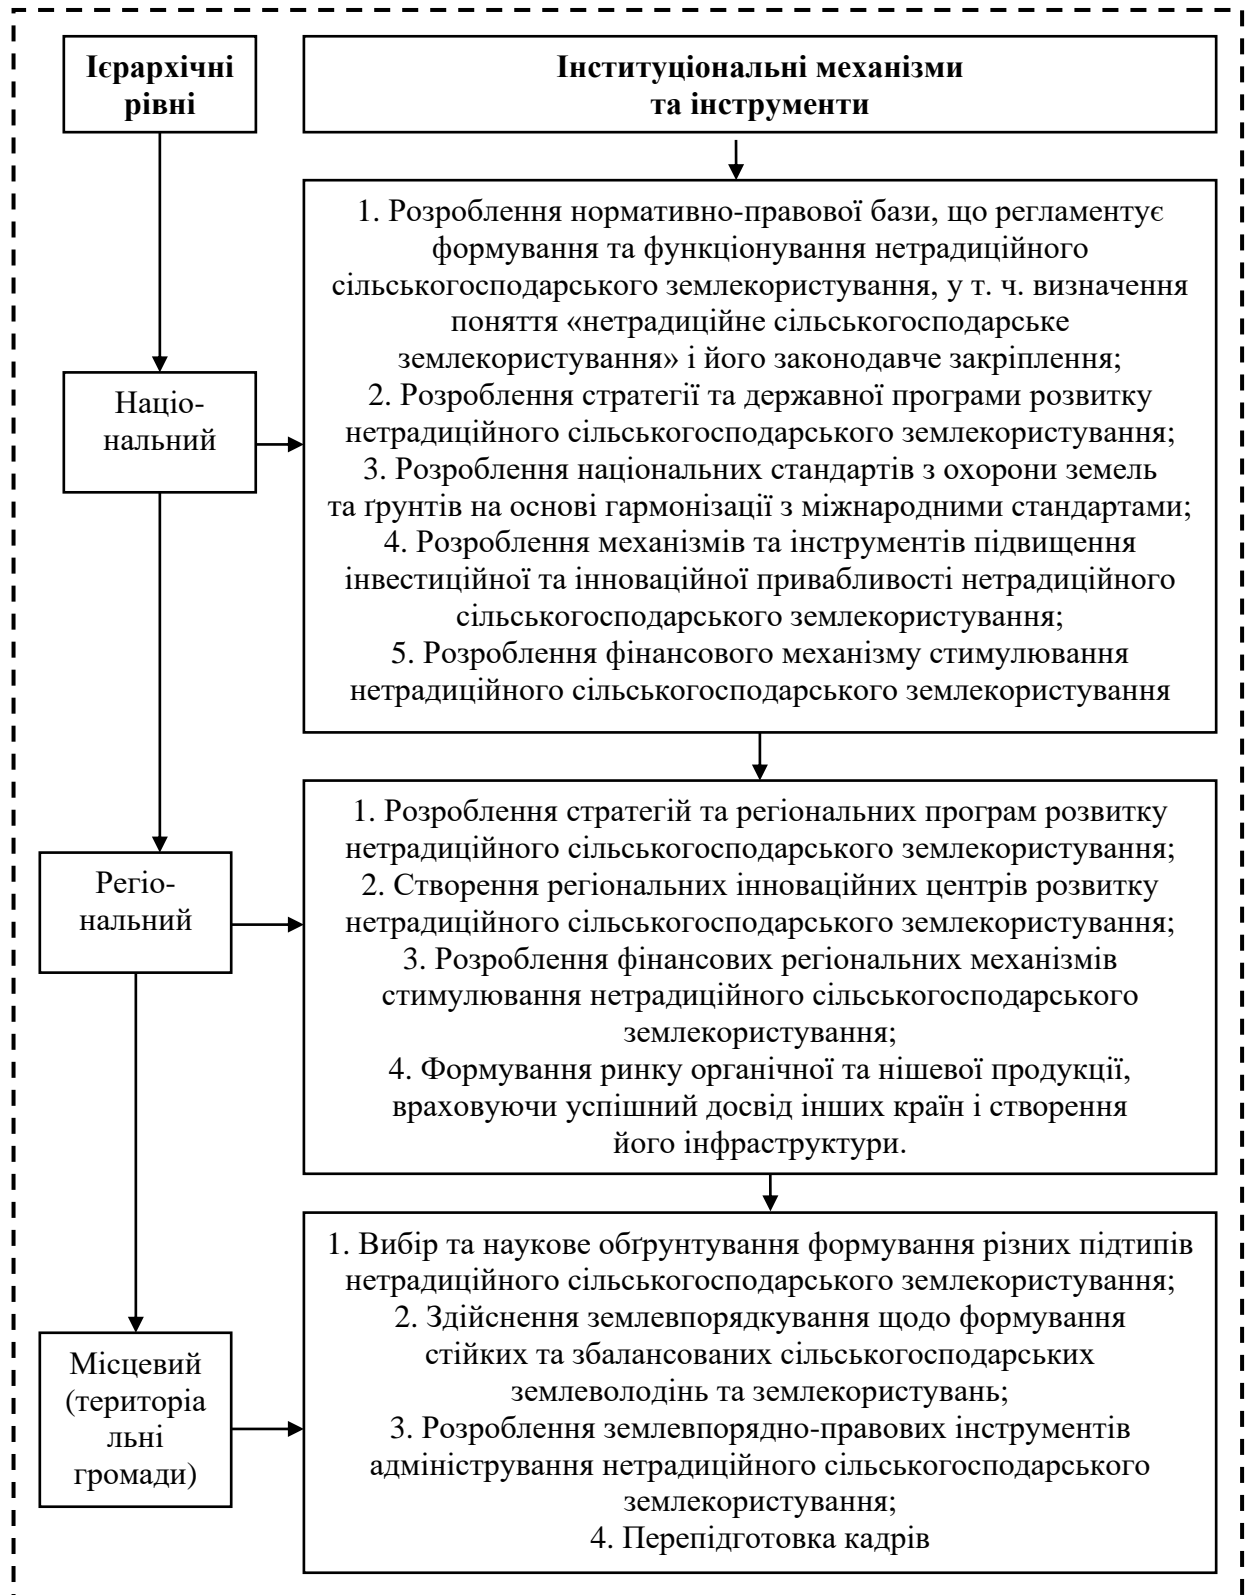 Ієрархічні
рівні
Інституціональні механізми
та інструменти
1. Розроблення нормативно-правової бази, що регламентує
формування та функціонування нетрадиційного
сільськогосподарського землекористування, у т. ч. визначення
поняття «нетрадиційне сільськогосподарське
землекористування» і його законодавче закріплення;
2. Розроблення стратегії та державної програми розвитку
нетрадиційного сільськогосподарського землекористування;
3. Розроблення національних стандартів з охорони земель
та ґрунтів на основі гармонізації з міжнародними стандартами;
4. Розроблення механізмів та інструментів підвищення
інвестиційної та інноваційної привабливості нетрадиційного
сільськогосподарського землекористування;
5. Розроблення фінансового механізму стимулювання
нетрадиційного сільськогосподарського землекористування
Націо-
нальний
1. Розроблення стратегій та регіональних програм розвитку
нетрадиційного сільськогосподарського землекористування;
2. Створення регіональних інноваційних центрів розвитку
нетрадиційного сільськогосподарського землекористування;
3. Розроблення фінансових регіональних механізмів
стимулювання нетрадиційного сільськогосподарського
землекористування;
4. Формування ринку органічної та нішевої продукції,
враховуючи успішний досвід інших країн і створення
його інфраструктури.
Регіо-
нальний
1. Вибір та наукове обґрунтування формування різних підтипів
нетрадиційного сільськогосподарського землекористування;
2. Здійснення землевпорядкування щодо формування
стійких та збалансованих сільськогосподарських
землеволодінь та землекористувань;
3. Розроблення землевпорядно-правових інструментів
адміністрування нетрадиційного сільськогосподарського
землекористування;
4. Перепідготовка кадрів
Місцевий
(територіа
льні
громади)